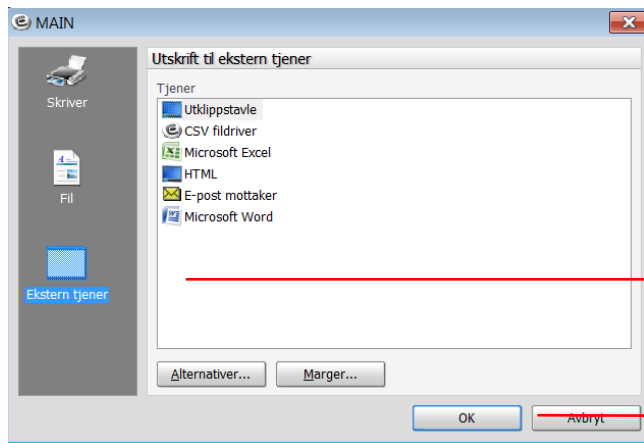 MAIN
Skriver
Fil
Ekstern tjener
Utskrift til ekstern tjener
Tjener
Utklippstavle
CSV fildriver
Microsoft Excel
HTML
E-post mottaker
Microsoft Word
Alternativer... Marger...
OK Avbryt